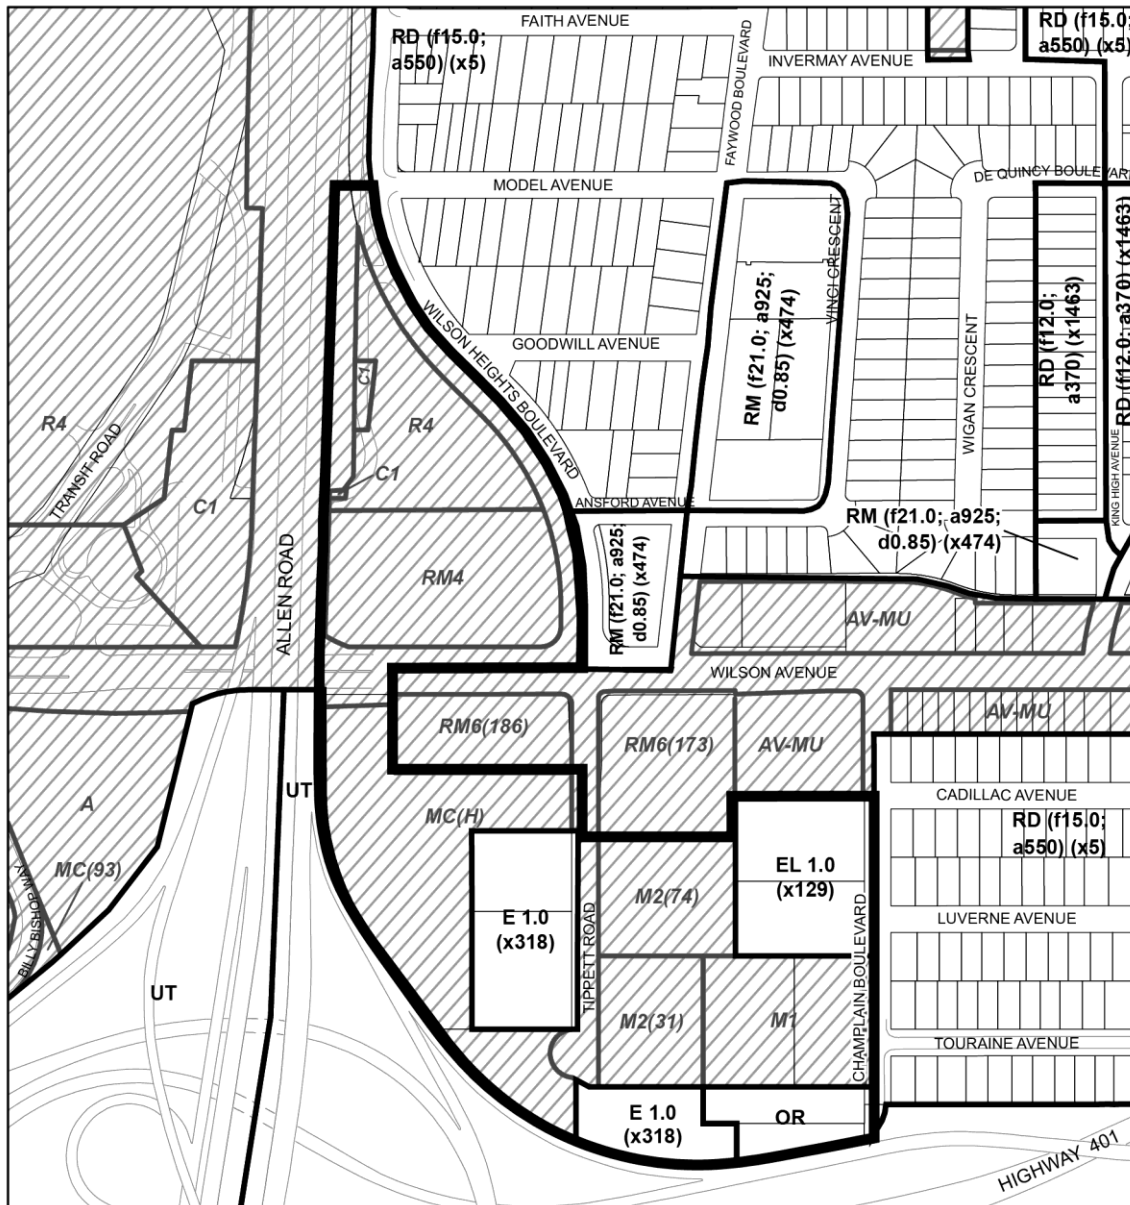 FAITH AVENUE
RD (f15.0;
a550) (x5)
FAYWOOD BOULEVARD
INVERMAY AVENUE
RD (f15.0;
a550) (x5)
MODEL AVENUE
DE QUINCY BOULEVARD
VINCI CRESCENT
RM (f21.0; a925;
d0.85) (x474)
WIGAN CRESCENT
RD (f12.0;
a370) (x1463)
RD (f12.0; a370) (x1463)
KING HIGH AVENUE
WILSON HEIGHTS BOULEVARD
GOODWILL AVENUE
C1
R4
R4
TRANSIT ROAD
C1
C1
ANSFORD AVENUE
RM (f21.0; a925;
d0.85) (x474)
RM (f21.0; a925;
d0.85) (x474)
ALLEN ROAD
RM4
AV-MU
WILSON AVENUE
RM6(186)
RM6(173)
AV-MU
AV-MU
UT
A
MC(H)
CADILLAC AVENUE
RD (f15.0;
a550) (x5)
MC(93)
BILLY BISHOP WAY
EL 1.0
(x129)
M2(74)
E 1.0
(x318)
TIPPETT ROAD
CHAMPLAIN BOULEVARD
LUVERNE AVENUE
UT
M2(31)
M1
TOURAINE AVENUE
E 1.0
(x318)
OR
HIGHWAY 401